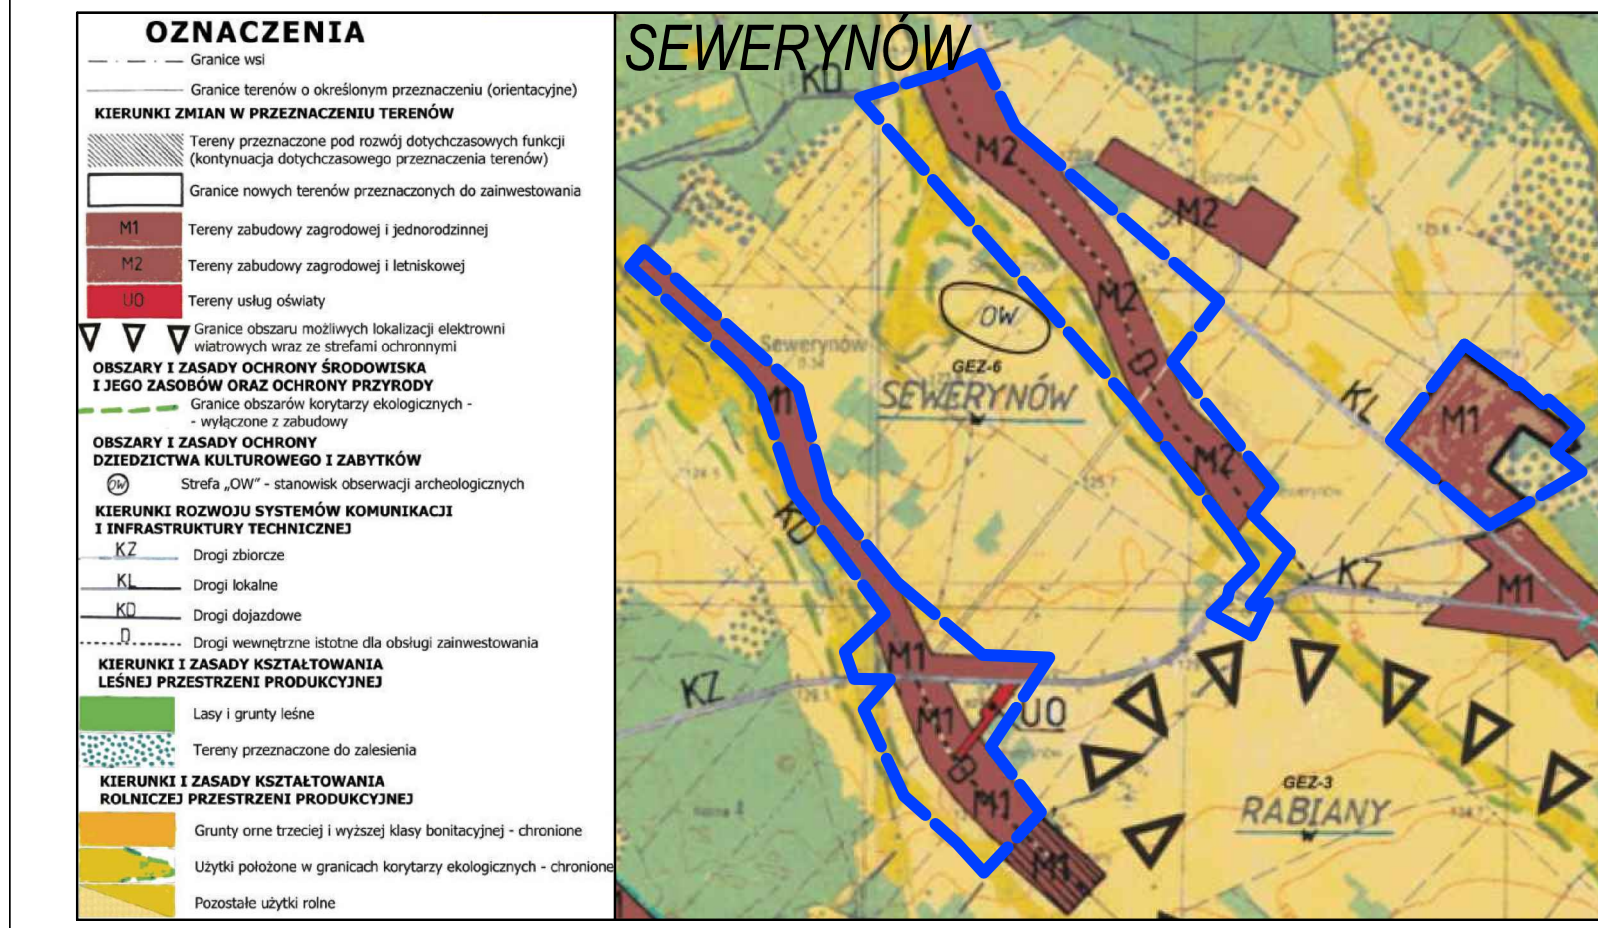 OZNACZENIA
Granice wsi
Granice terenów o określonym przeznaczeniu (orientacyjne)
KIERUNKI ZMIAN W PRZEZNACZENIU TERENÓW
Tereny przeznaczone pod rozwój dotychczasowych funkcji
(kontynuacja dotychczasowego przeznaczenia terenów)
Granice nowych terenów przeznaczonych do zainwestowania
M1 Tereny zabudowy zagrodowej i jednorodzinnej
M2 Tereny zabudowy zagrodowej i letniskowej
UO Tereny usług oświaty
Granice obszaru możliwych lokalizacji elektrowni
wiatrowych wraz ze strefami ochronnymi
OBSZARY I ZASADY OCHRONY ŚRODOWISKA
I JEGO ZASOBÓW ORAZ OCHRONY PRZYRODY
Granice obszarów korytarzy ekologicznych -
- wyłączone z zabudowy
OBSZARY I ZASADY OCHRONY
DZIEDZICTWA KULTUROWEGO I ZABYTKÓW
OW Strefa „OW" - stanowisk obserwacji archeologicznych
KIERUNKI ROZWOJU SYSTEMÓW KOMUNIKACJI
I INFRASTRUKTURY TECHNICZNEJ
KZ Drogi zbiorcze
KL Drogi lokalne
KD Drogi dojazdowe
D Drogi wewnętrzne istotne dla obsługi zainwestowania
KIERUNKI I ZASADY KSZTAŁTOWANIA
LEŚNEJ PRZESTRZENI PRODUKCYJNEJ
Lasy i grunty leśne
Tereny przeznaczone do zalesienia
KIERUNKI I ZASADY KSZTAŁTOWANIA
ROLNICZEJ PRZESTRZENI PRODUKCYJNEJ
Grunty orne trzeciej i wyższej klasy bonitacyjnej - chronione
Użytki położone w granicach korytarzy ekologicznych - chronione
Pozostałe użytki rolne
SEWERYNÓW
KD
M2
M2
M2
OW
Sewerynów
GEZ-6
SEWERYNÓW
D
KL
M1
M1
M2
125.7
KD
KZ
M1
M1
KZ
M1
UO
D
M1
GEZ-3
RABIANY
M1